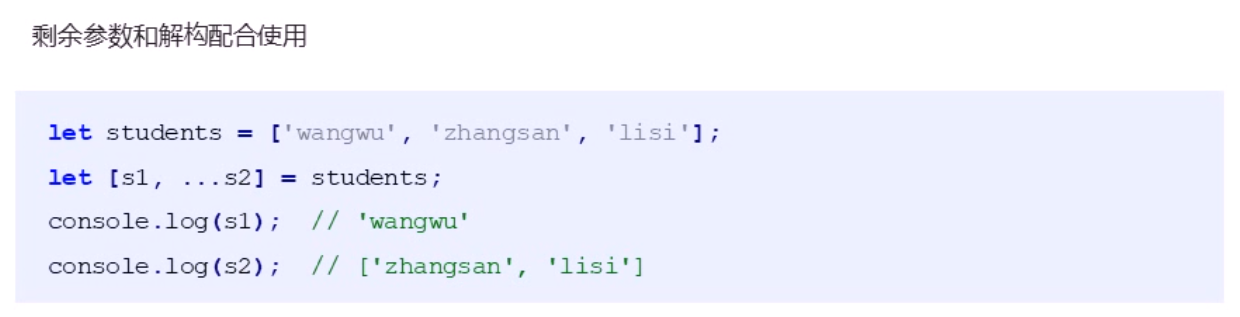 剩余参数和解构配合使用
let students = ['wangwu', 'zhangsan', 'lisi'];
let [s1, ...s2] = students;
console.log(s1);  // 'wangwu'
console.log(s2);  // ['zhangsan', 'lisi']